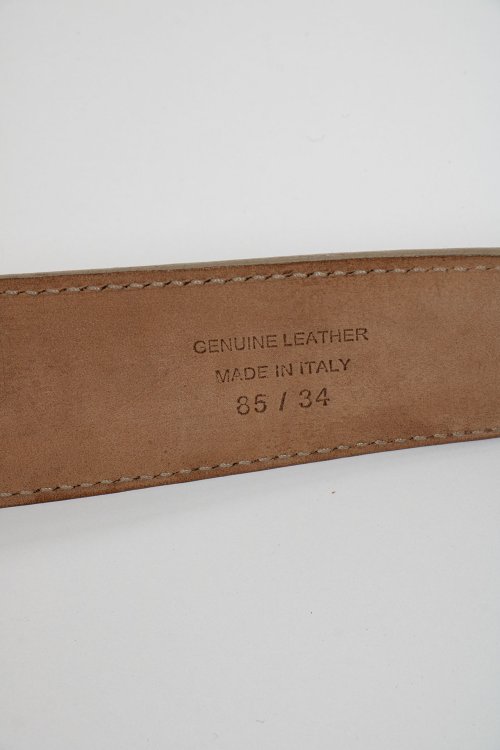 GENUINE LEATHER
MADE IN ITALY
85 / 34